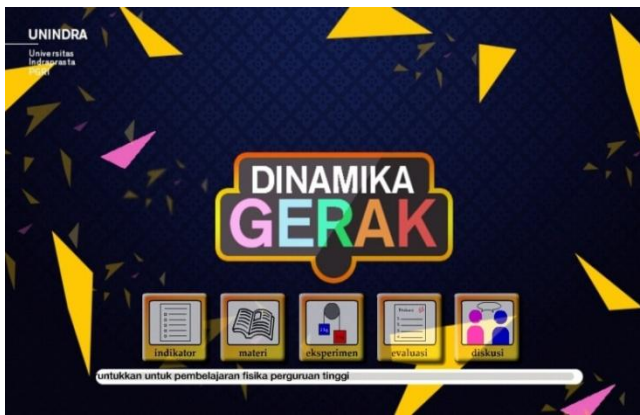 UNINDRA
Universitas
Indraprasta
PGRI
DINAMIKA
GERAK
indikator
materi
eksperimen
evaluasi
diskusi
untukkan untuk pembelajaran fisika perguruan tinggi